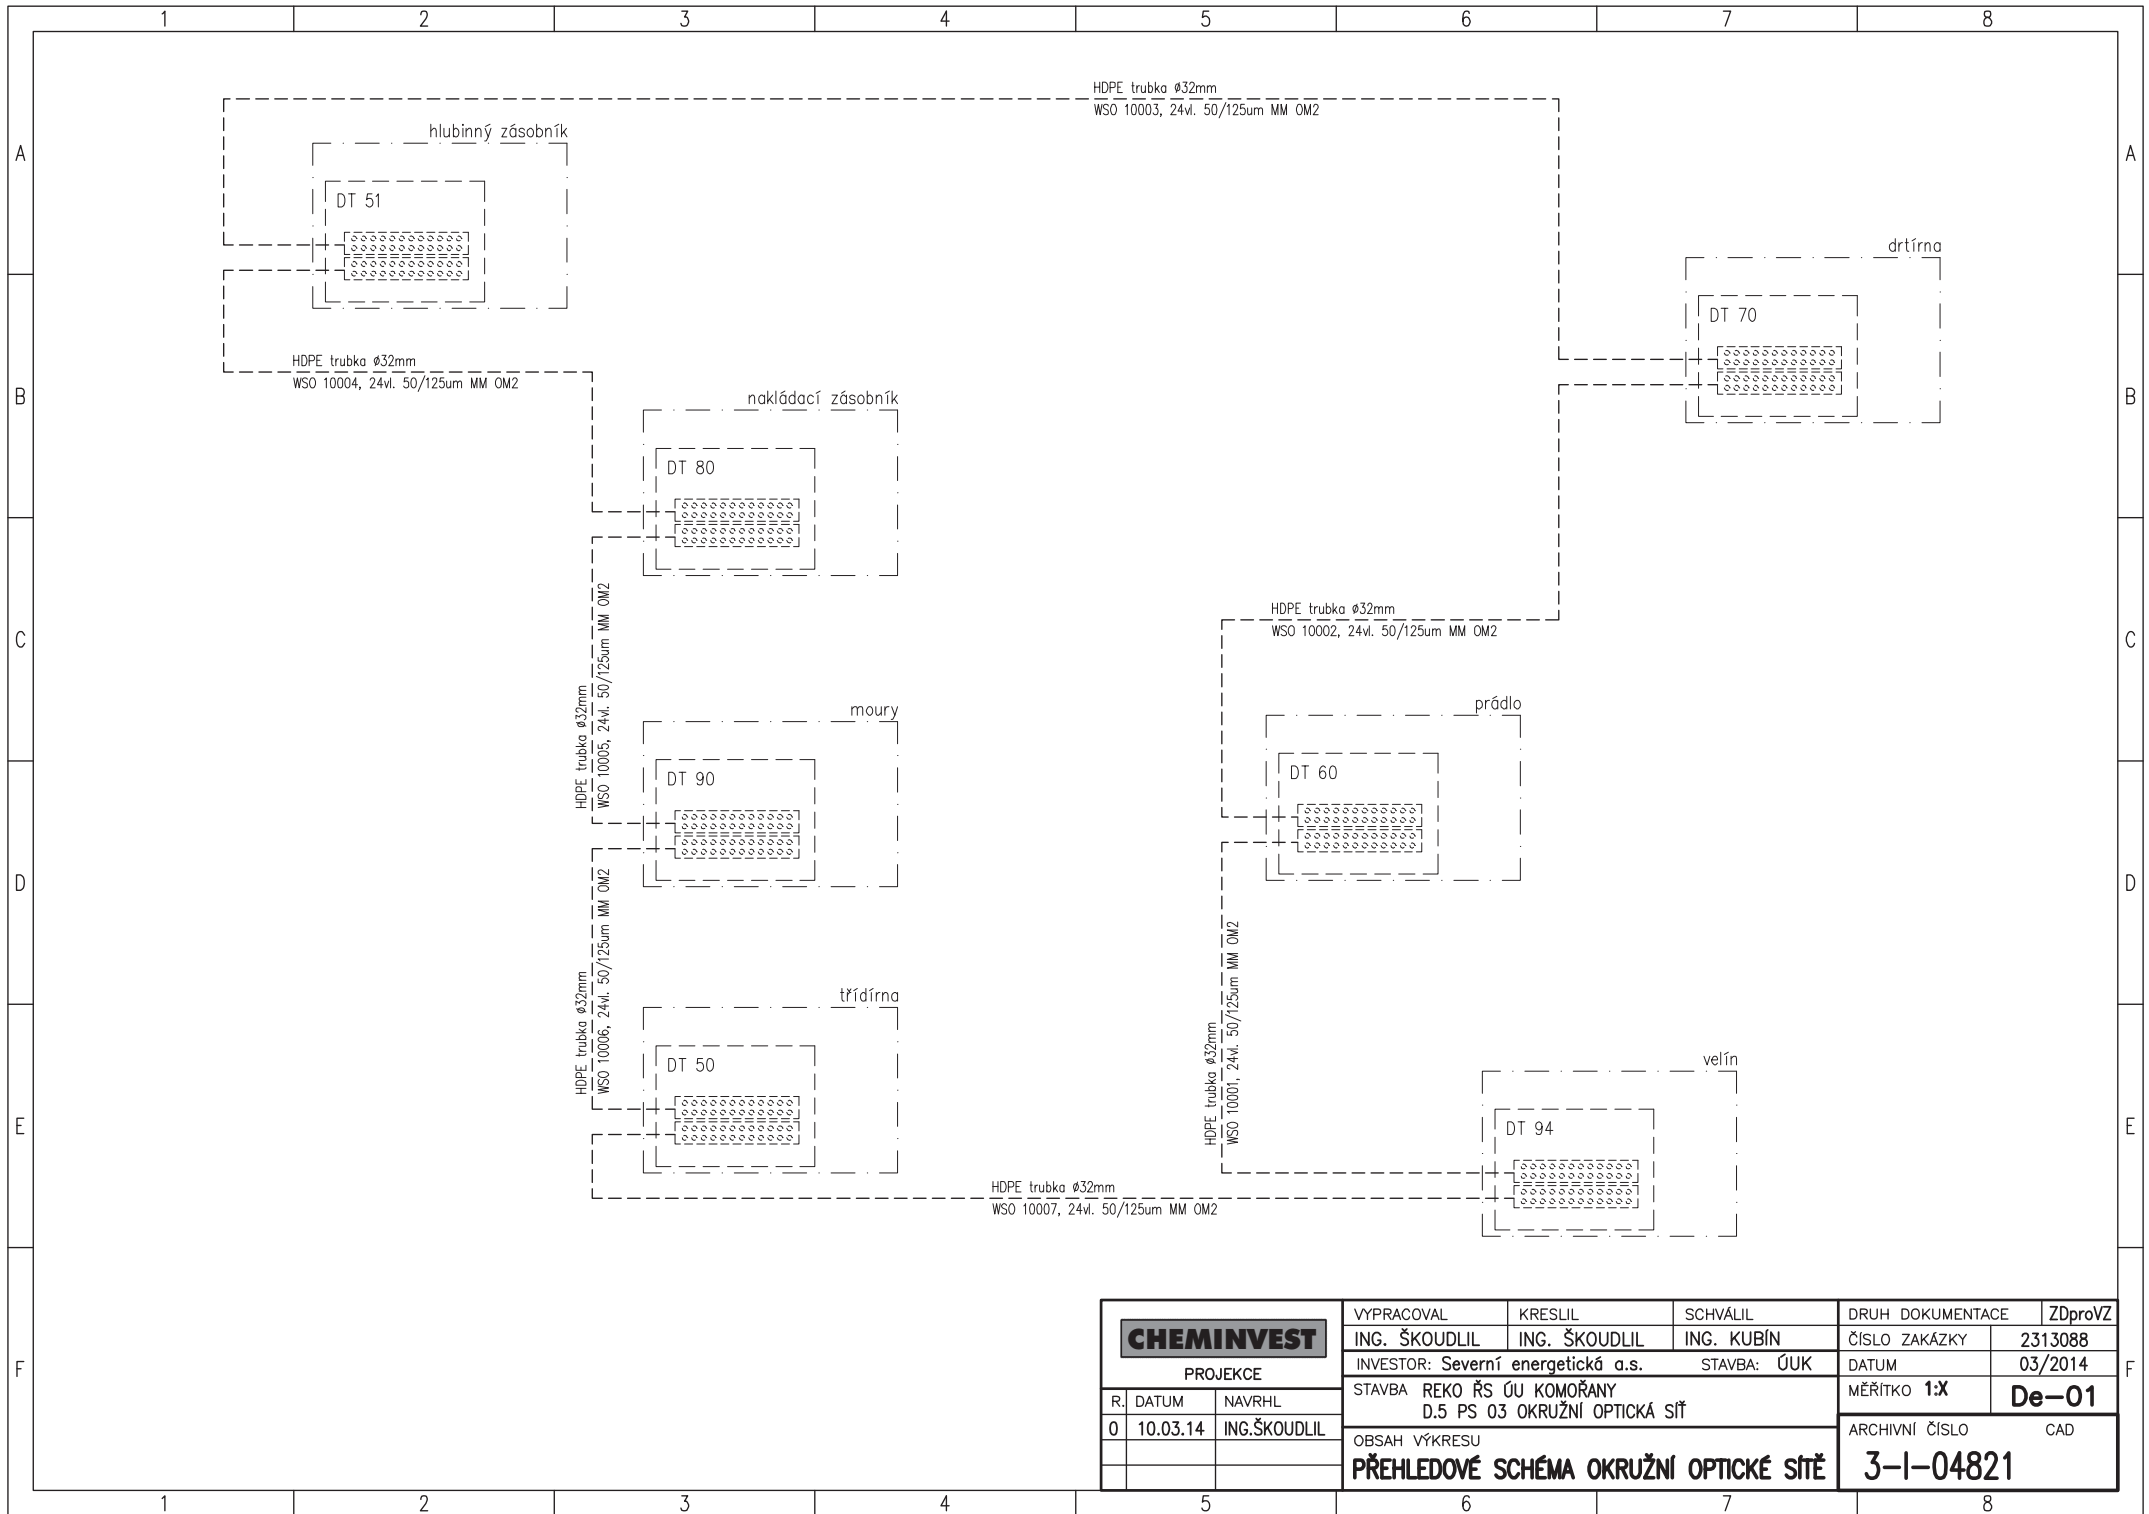 1 2 3 4 5 6 7 8
HDPE trubka ø32mm
WSO 10003, 24vl. 50/125um MM OM2
hlubinný zásobník
A A
DT 51
drtírna
DT 70
HDPE trubka ø32mm
WSO 10004, 24vl. 50/125um MM OM2
B B
nakládací zásobník
DT 80
HDPE trubka ø32mm
WSO 10005, 24vl. 50/125um MM OM2
HDPE trubka ø32mm
WSO 10002, 24vl. 50/125um MM OM2
C C
moury
DT 90
prádlo
DT 60
D D
HDPE trubka ø32mm
WSO 10006, 24vl. 50/125um MM OM2
HDPE trubka ø32mm
WSO 10001, 24vl. 50/125um MM OM2
třídírna
DT 50
velín
DT 94
E E
HDPE trubka ø32mm
WSO 10007, 24vl. 50/125um MM OM2
F F
CHEMINVEST
PROJEKCE
R. DATUM NAVRHL
0 10.03.14 ING.ŠKOUDLIL
VYPRACOVAL KRESLIL SCHVÁLIL
ING. ŠKOUDLIL ING. ŠKOUDLIL ING. KUBÍN
INVESTOR: Severní energetická a.s. STAVBA: ÚUK
STAVBA REKO ŘS ÚU KOMOŘANY
D.5 PS 03 OKRUŽNÍ OPTICKÁ SÍŤ
OBSAH VÝKRESU
PŘEHLEDOVÉ SCHÉMA OKRUŽNÍ OPTICKÉ SÍTĚ
DRUH DOKUMENTACE ZDproVZ
ČÍSLO ZAKÁZKY 2313088
DATUM 03/2014
MĚŘÍTKO 1:X De-01
ARCHIVNÍ ČÍSLO CAD
3-I-04821
1 2 3 4 5 6 7 8